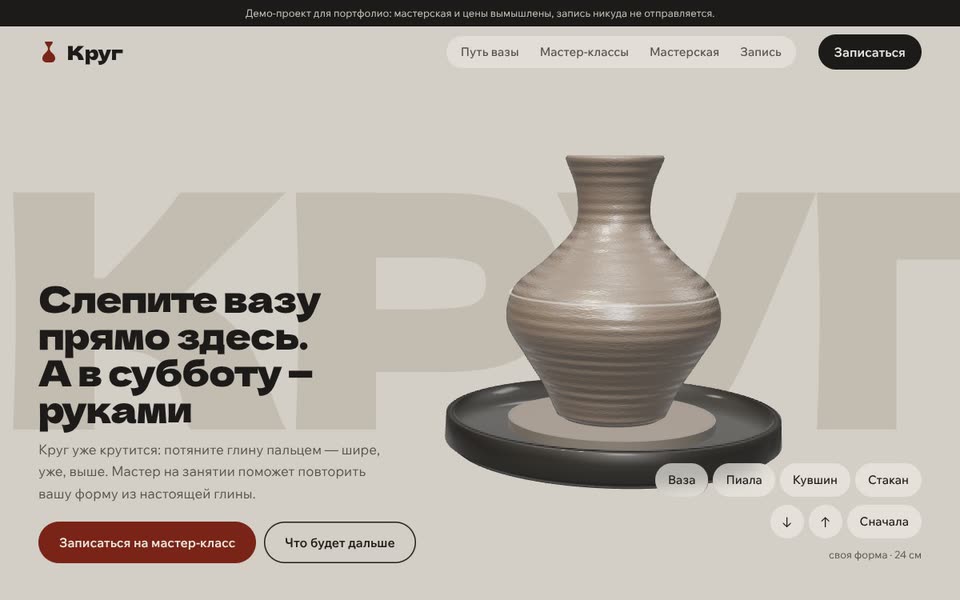 Демо-проект для портфолио: мастерская и цены вымышлены, запись никуда не отправляется.
Круг
Путь вазы
Мастер-классы
Мастерская
Запись
Записаться
КРУГ
Слепите вазу
прямо здесь.
А в субботу —
руками
Круг уже крутится: потяните глину пальцем — шире,
уже, выше. Мастер на занятии поможет повторить
вашу форму из настоящей глины.
Записаться на мастер-класс
Что будет дальше
Ваза
Пиала
Кувшин
Стакан
↓
↑
Сначала
своя форма · 24 см